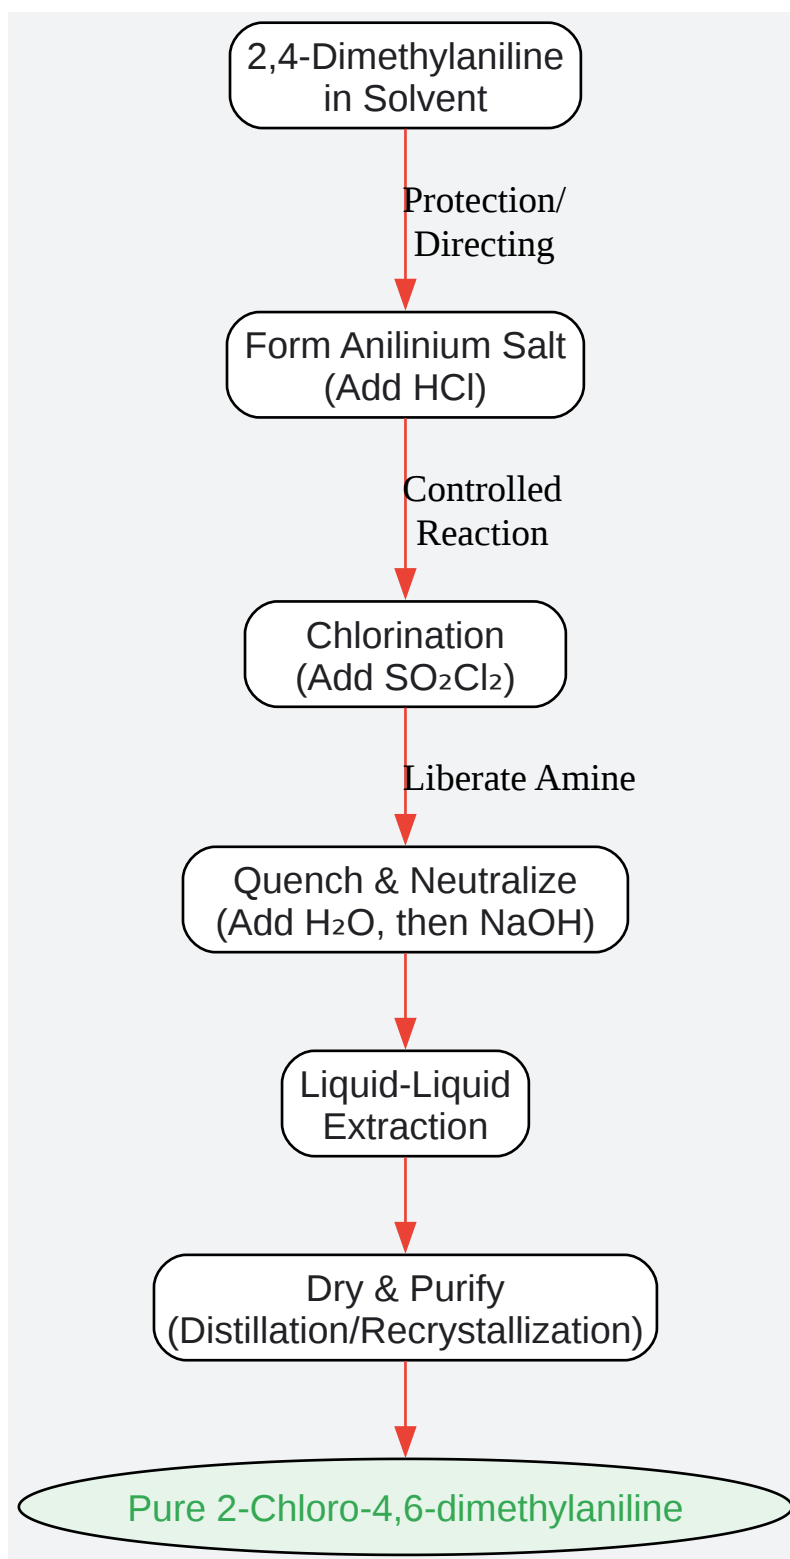 2,4-Dimethylaniline
in Solvent
Protection/
Directing
Form Anilinium Salt
(Add HCl)
Controlled
Reaction
Chlorination
(Add SO₂Cl₂)
Liberate Amine
Quench & Neutralize
(Add H₂O, then NaOH)
Liquid-Liquid
Extraction
Dry & Purify
(Distillation/Recrystallization)
Pure 2-Chloro-4,6-dimethylaniline